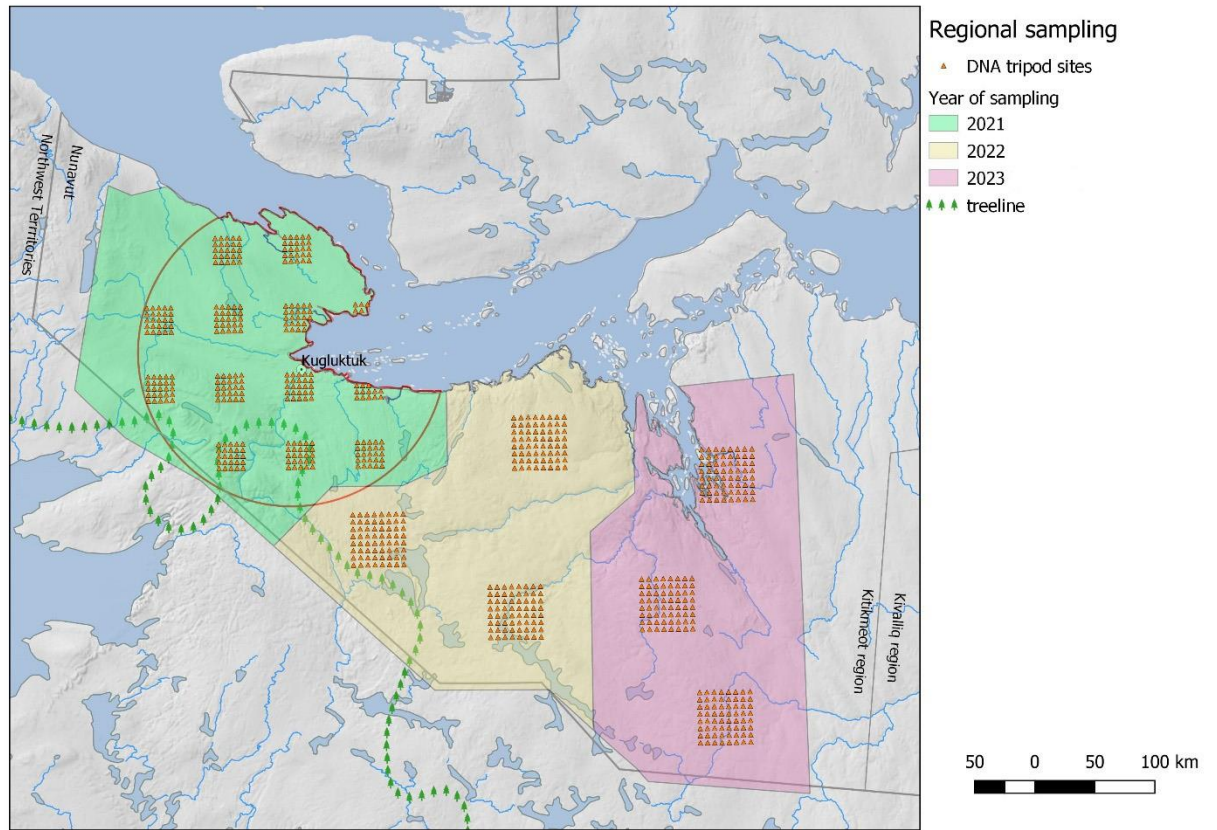 Regional sampling
DNA tripod sites
Year of sampling
2021
2022
2023
treeline
Nunavut
Northwest Terrritories
Kugluktuk
Kivalliq region
Kitikmeot region
50 0 50 100 km